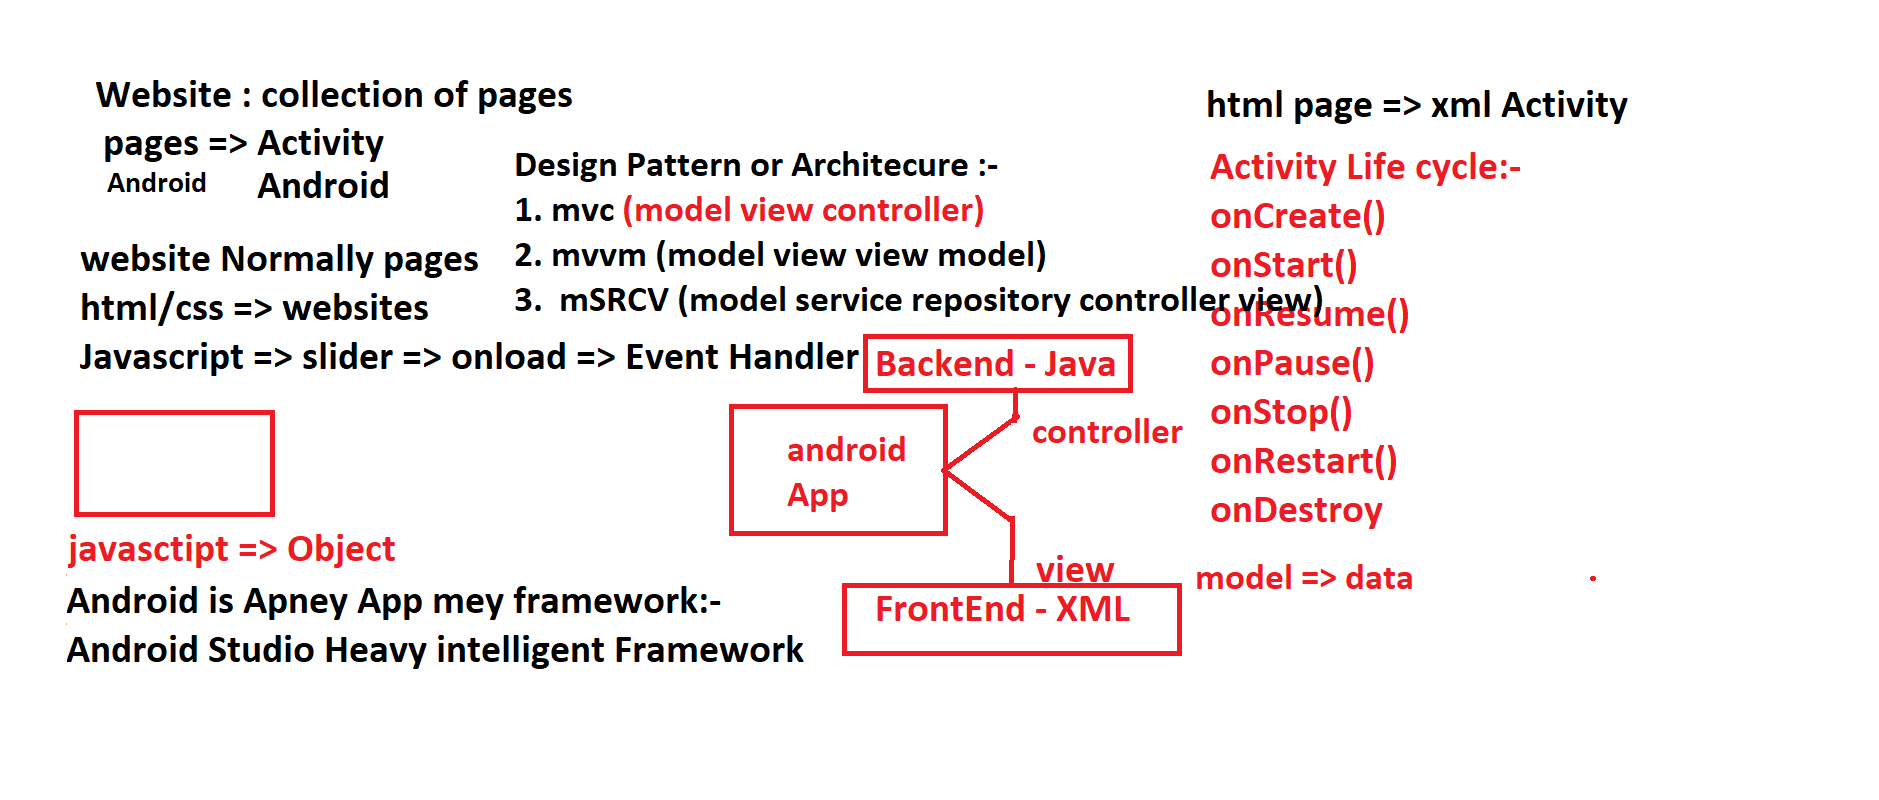 Website : collection of pages
pages => Activity
Android Android
website Normally pages
html/css => websites
Javascript => slider => onload => Event Handler
Design Pattern or Architecure :-
1. mvc (model view controller)
2. mvvm (model view view model)
3. mSRCV (model service repository controller view)
Backend - Java
controller
android
App
view
FrontEnd - XML
javasctipt => Object
Android is Apney App mey framework:-
Android Studio Heavy intelligent Framework
html page => xml Activity
Activity Life cycle:-
onCreate()
onStart()
onResume()
onPause()
onStop()
onRestart()
onDestroy
model => data